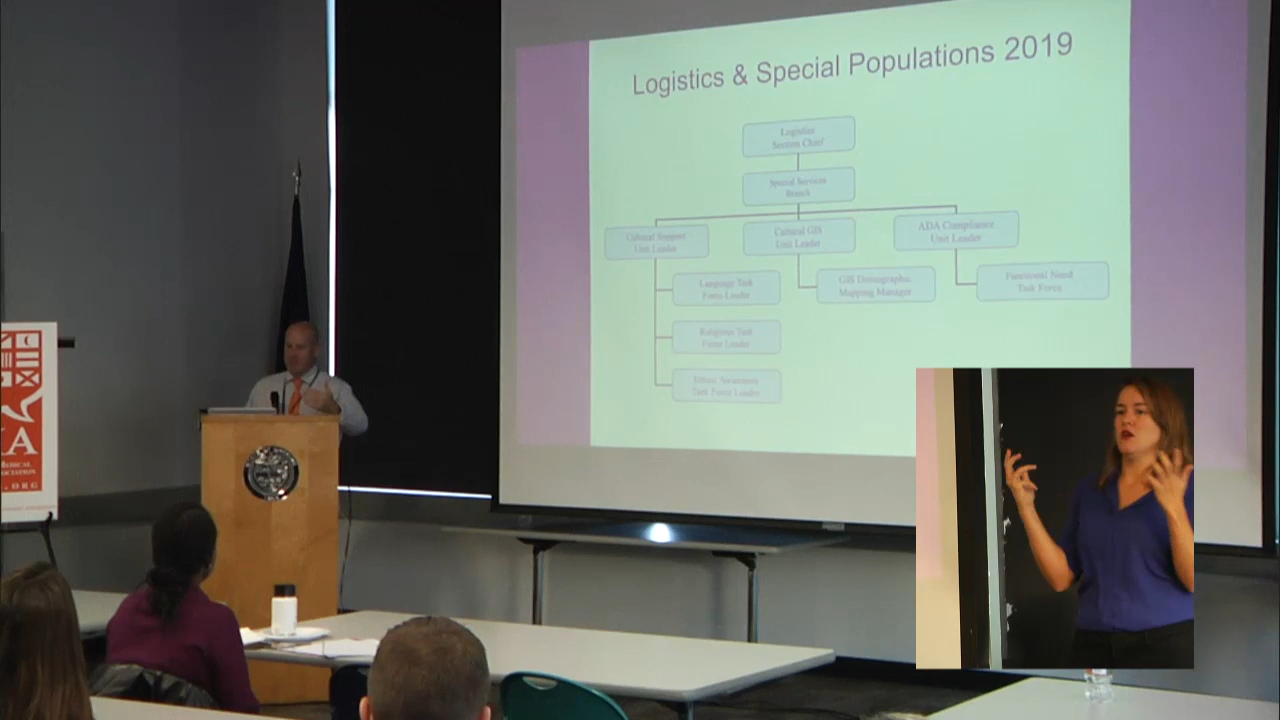 Logistics & Special Populations 2019
Logistics
Section Chief
Special Services
Branch
Cultural Support
Unit Leader
Cultural GIS
Unit Leader
ADA Compliance
Unit Leader
Language Task
Force Leader
GIS Demographic
Mapping Manager
Functional Need
Task Force
Religious Task
Force Leader
Ethnic Awareness
Task Force Leader
A
.ORG